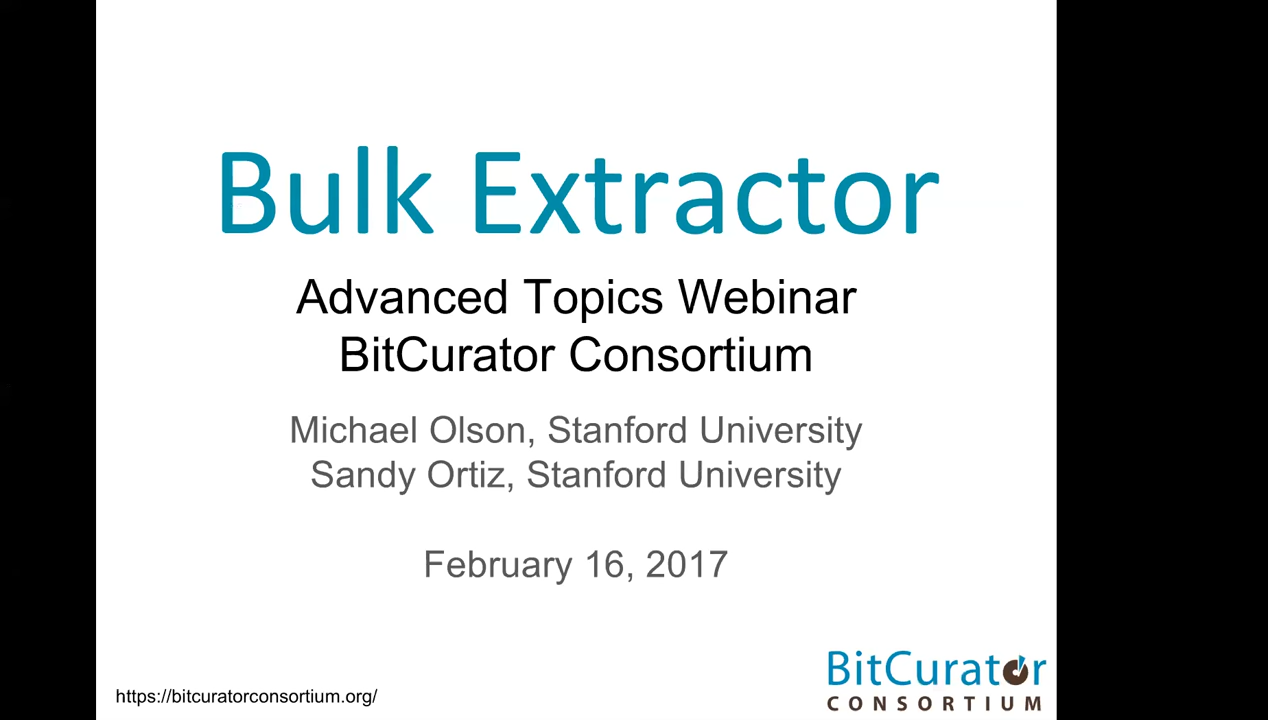 Bulk Extractor
Advanced Topics Webinar
BitCurator Consortium
Michael Olson, Stanford University
Sandy Ortiz, Stanford University
February 16, 2017
https://bitcuratorconsortium.org/
BitCurator
CONSORTIUM